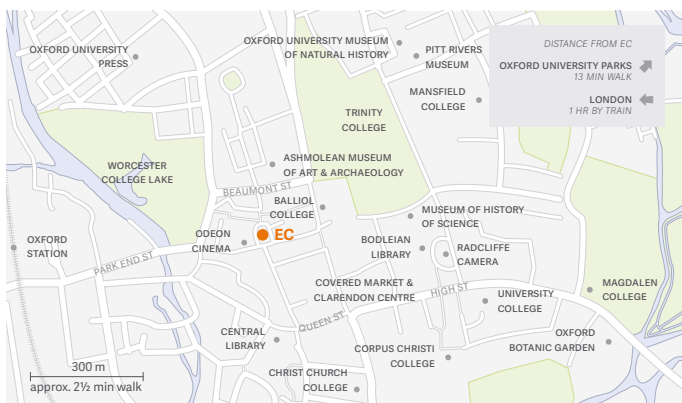 OXFORD UNIVERSITY
PRESS
OXFORD UNIVERSITY MUSEUM
OF NATURAL HISTORY
PITT RIVERS
MUSEUM
DISTANCE FROM EC
OXFORD UNIVERSITY PARKS
13 MIN WALK
LONDON
1 HR BY TRAIN
MANSFIELD
COLLEGE
TRINITY
COLLEGE
WORCESTER
COLLEGE LAKE
ASHMOLEAN MUSEUM
OF ART & ARCHAEOLOGY
BEAUMONT ST
BALLIOL
COLLEGE
MUSEUM OF HISTORY
OF SCIENCE
ODEON
CINEMA
EC
OXFORD
STATION
BODLEIAN
LIBRARY
RADCLIFFE
CAMERA
PARK END ST
COVERED MARKET &
CLARENDON CENTRE
HIGH ST
UNIVERSITY
COLLEGE
MAGDALEN
COLLEGE
QUEEN ST
CENTRAL
LIBRARY
OXFORD
BOTANIC GARDEN
CORPUS CHRISTI
COLLEGE
CHRIST CHURCH
COLLEGE
300 m
approx. 2½ min walk